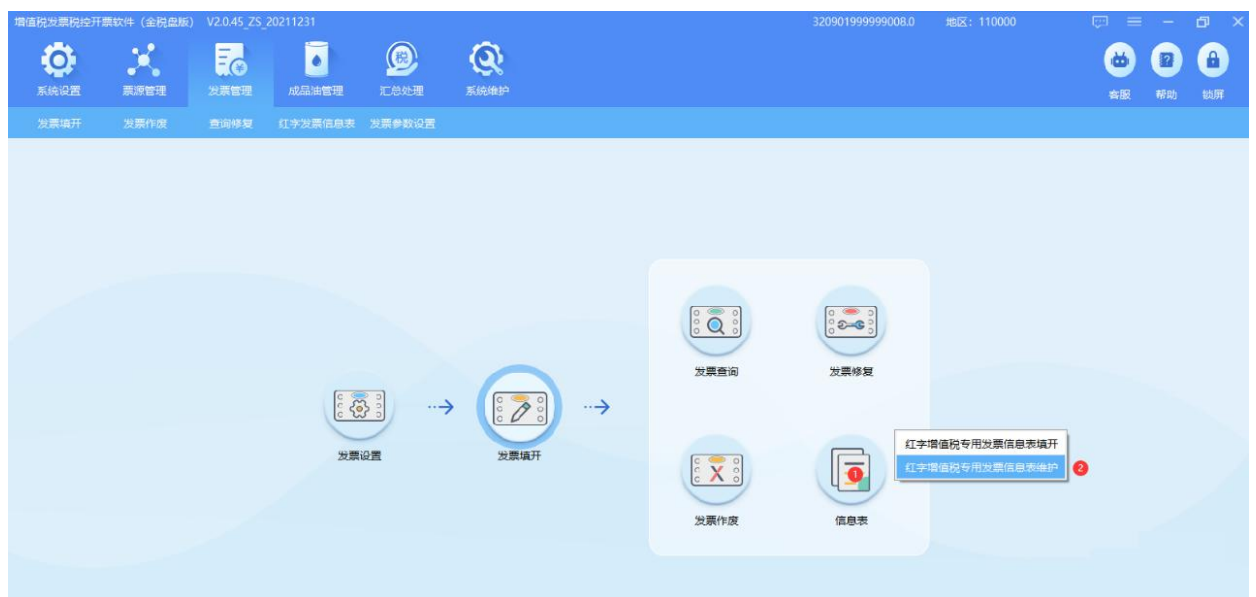 增值税发票税控开票软件（金税盘版） V2.0.45_ZS_20211231 320901999999008.0 地区：110000
系统设置 票源管理 发票管理 成品油管理 汇总处理 系统维护 客服 帮助 锁屏
发票填开 发票作废 查询修复 红字发票信息表 发票参数设置
发票查询 发票修复
发票设置 发票填开
红字增值税专用发票信息表填开
红字增值税专用发票信息表维护 2
1
发票作废 信息表